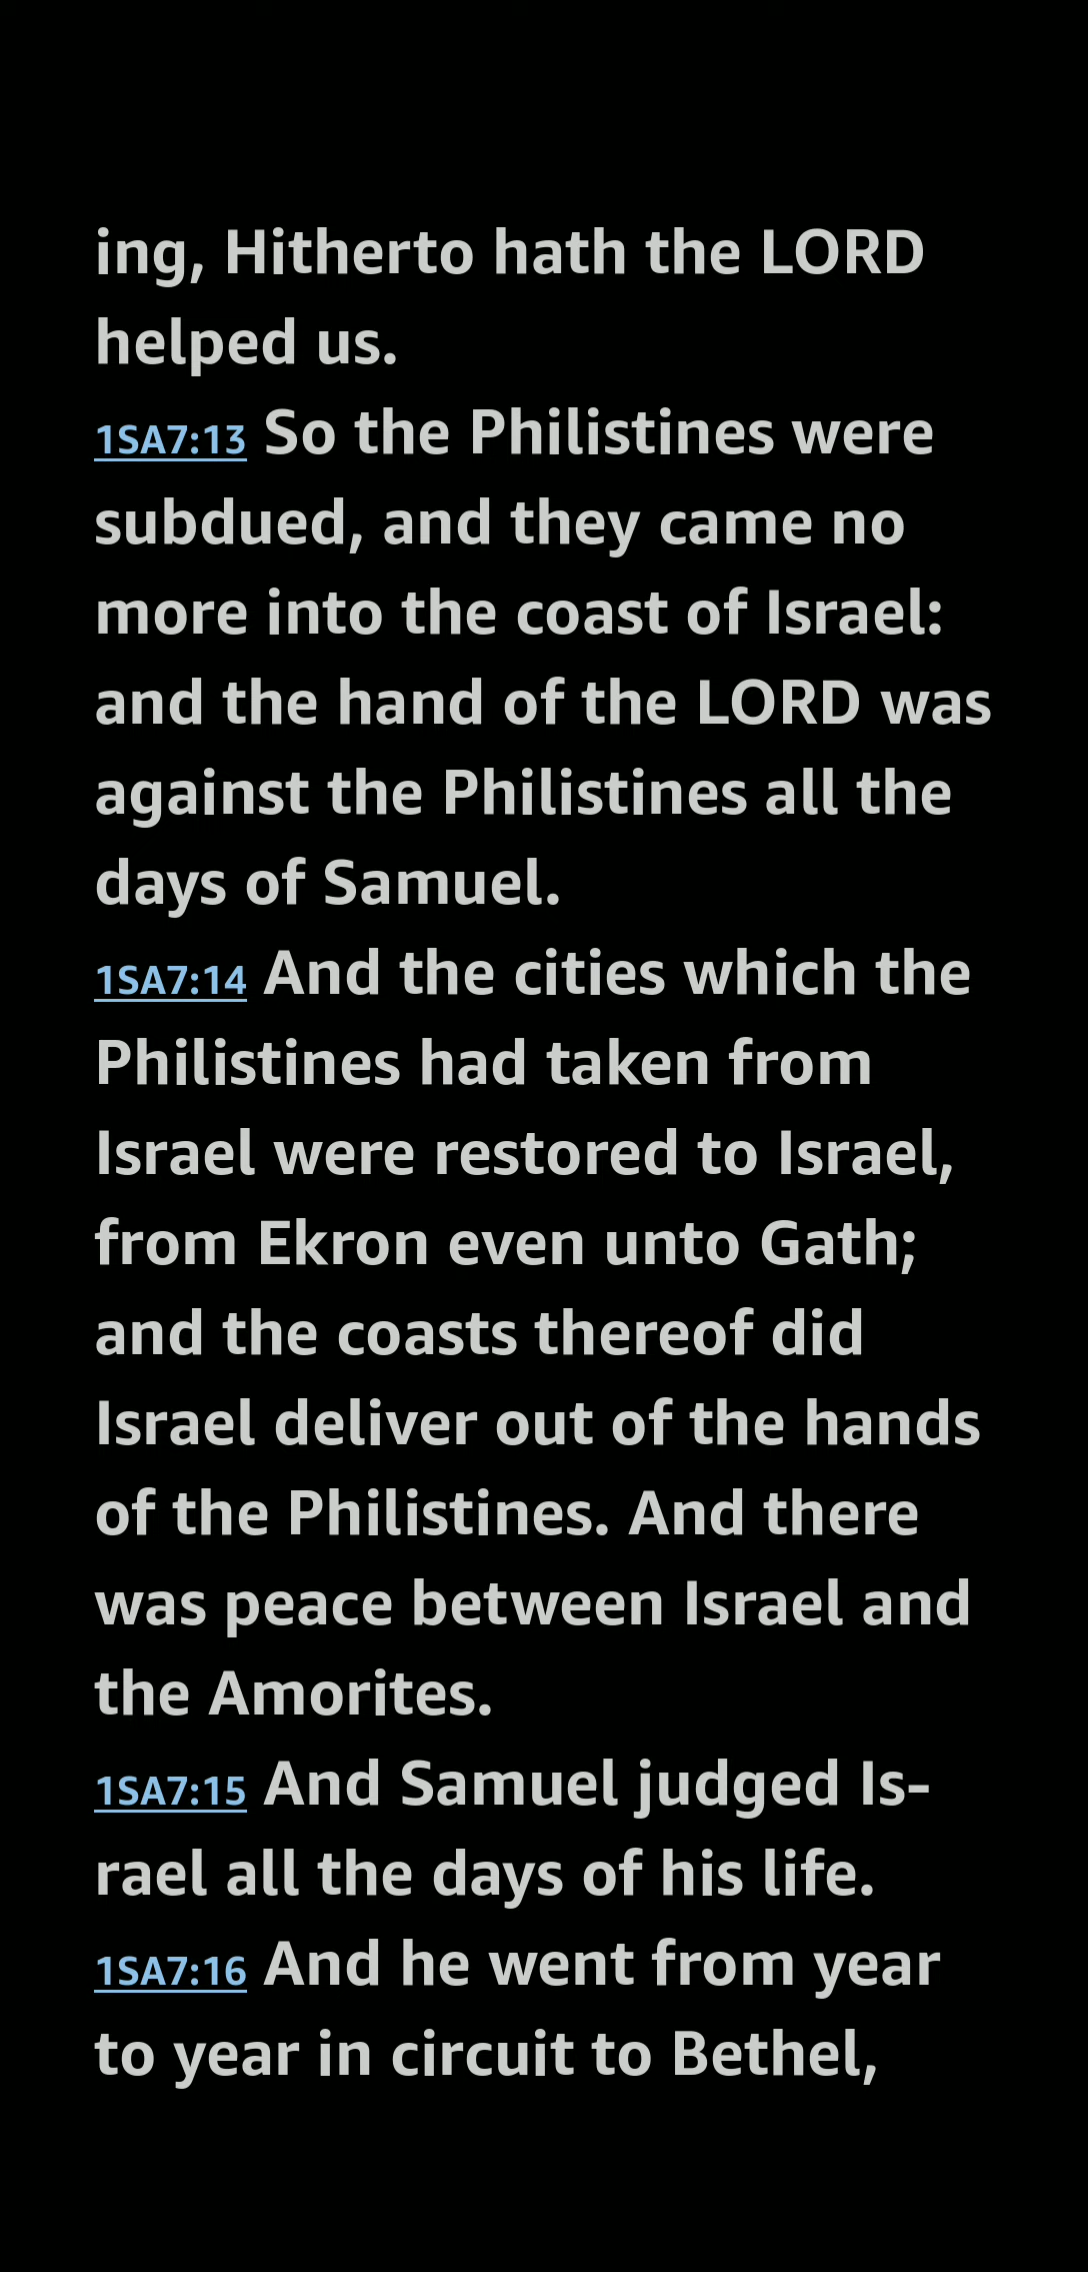 ing, Hitherto hath the LORD
helped us.
1SA7:13 So the Philistines were
subdued, and they came no
more into the coast of Israel:
and the hand of the LORD was
against the Philistines all the
days of Samuel.
1SA7:14 And the cities which the
Philistines had taken from
Israel were restored to Israel,
from Ekron even unto Gath;
and the coasts thereof did
Israel deliver out of the hands
of the Philistines. And there
was peace between Israel and
the Amorites.
1SA7:15 And Samuel judged Is-
rael all the days of his life.
1SA7:16 And he went from year
to year in circuit to Bethel,